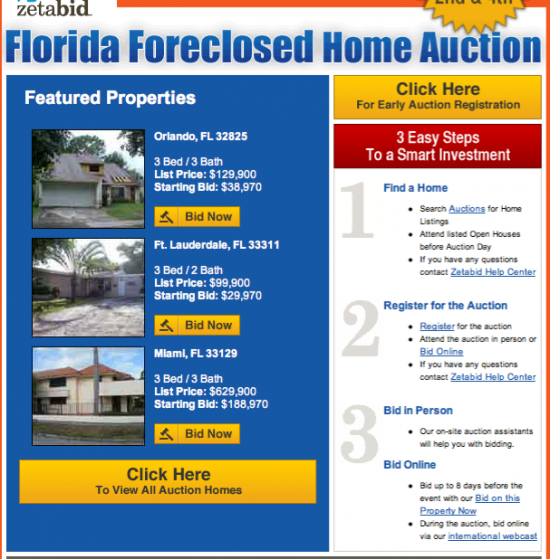 zetabid
2nd & 4th
Florida Foreclosed Home Auction
Featured Properties
Orlando, FL 32825
3 Bed / 3 Bath
List Price: $129,900
Starting Bid: $38,970
Bid Now
Ft. Lauderdale, FL 33311
3 Bed / 2 Bath
List Price: $99,900
Starting Bid: $29,970
Bid Now
Miami, FL 33129
3 Bed / 3 Bath
List Price: $629,900
Starting Bid: $188,970
Bid Now
Click Here
To View All Auction Homes
Click Here
For Early Auction Registration
3 Easy Steps
To a Smart Investment
1
Find a Home
• Search Auctions for Home
Listings
• Attend listed Open Houses
before Auction Day
• If you have any questions
contact Zetabid Help Center
2
Register for the Auction
• Register for the auction
• Attend the auction in person or
Bid Online
• If you have any questions
contact Zetabid Help Center
3
Bid in Person
• Our on-site auction assistants
will help you with bidding.
Bid Online
• Bid up to 8 days before the
event with our Bid on this
Property Now
• During the auction, bid online
via our international webcast